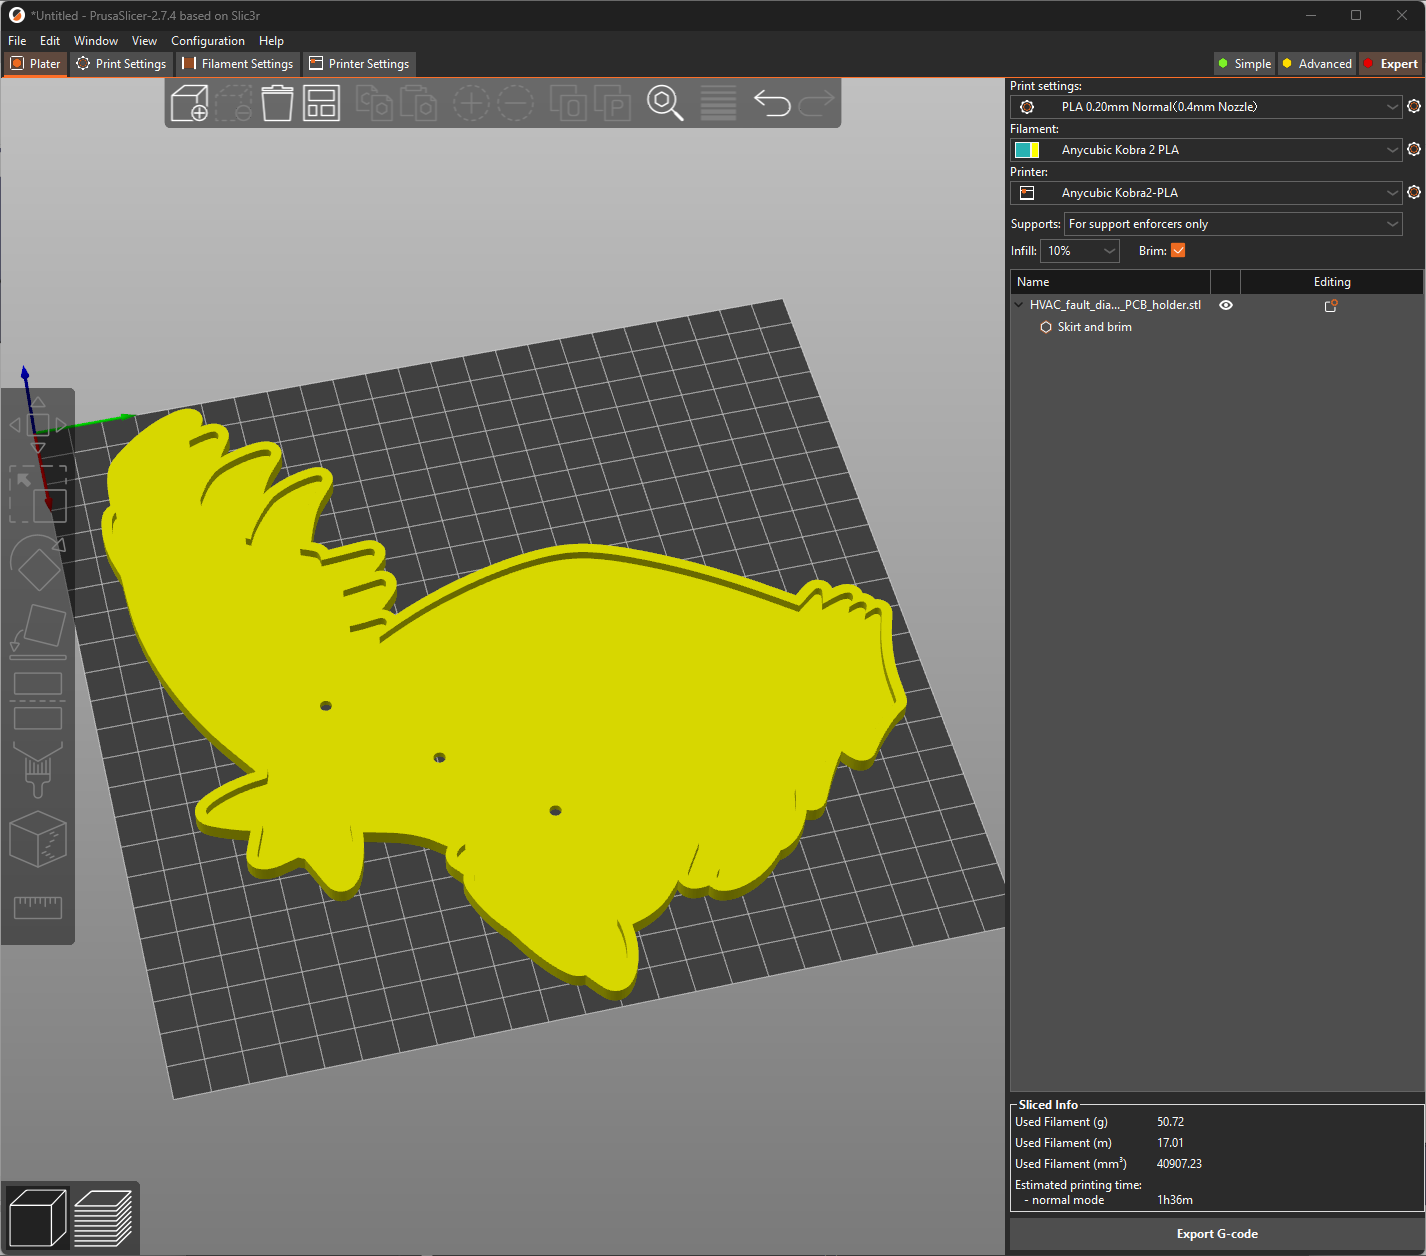 *Untitled - PrusaSlicer-2.7.4 based on Slic3r
File Edit Window View Configuration Help
Plater Print Settings Filament Settings Printer Settings Simple Advanced Expert
Print settings:
PLA 0.20mm Normal(0.4mm Nozzle)
Filament:
Anycubic Kobra 2 PLA
Printer:
Anycubic Kobra2-PLA
Supports: For support enforcers only
Infill: 10% Brim:
Name Editing
HVAC_fault_dia..._PCB_holder.stl
Skirt and brim
Sliced Info
Used Filament (g) 50.72
Used Filament (m) 17.01
Used Filament (mm³) 40907.23
Estimated printing time:
- normal mode 1h36m
Export G-code